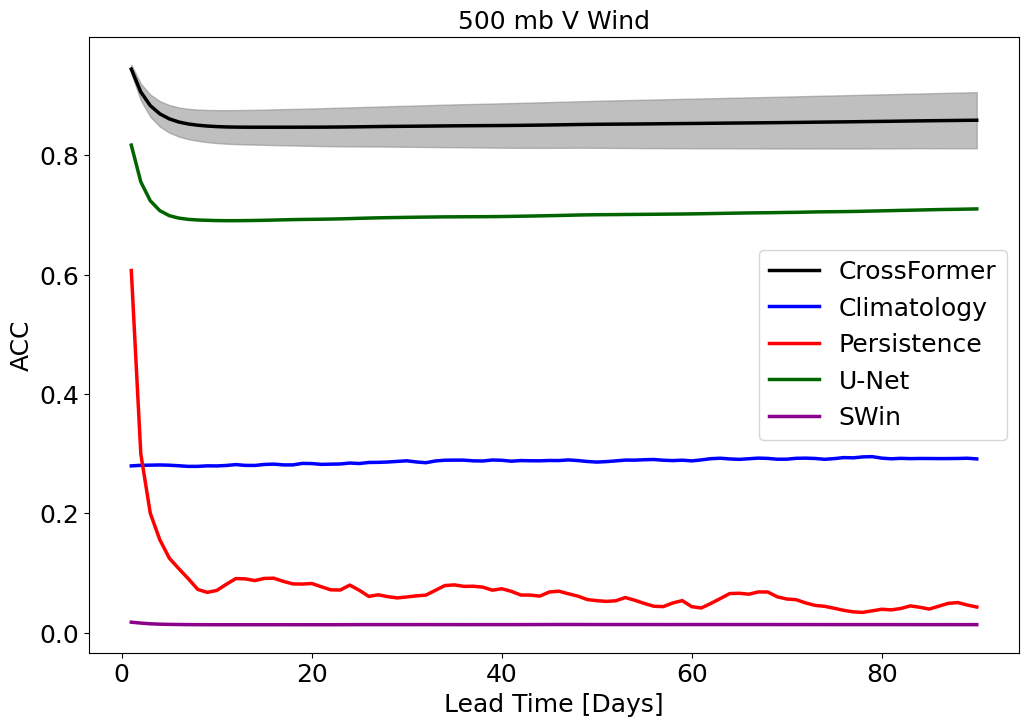 500 mb V Wind
ACC
0.8
0.6
0.4
0.2
0.0
CrossFormer
Climatology
Persistence
U-Net
SWin
0 20 40 60 80
Lead Time [Days]